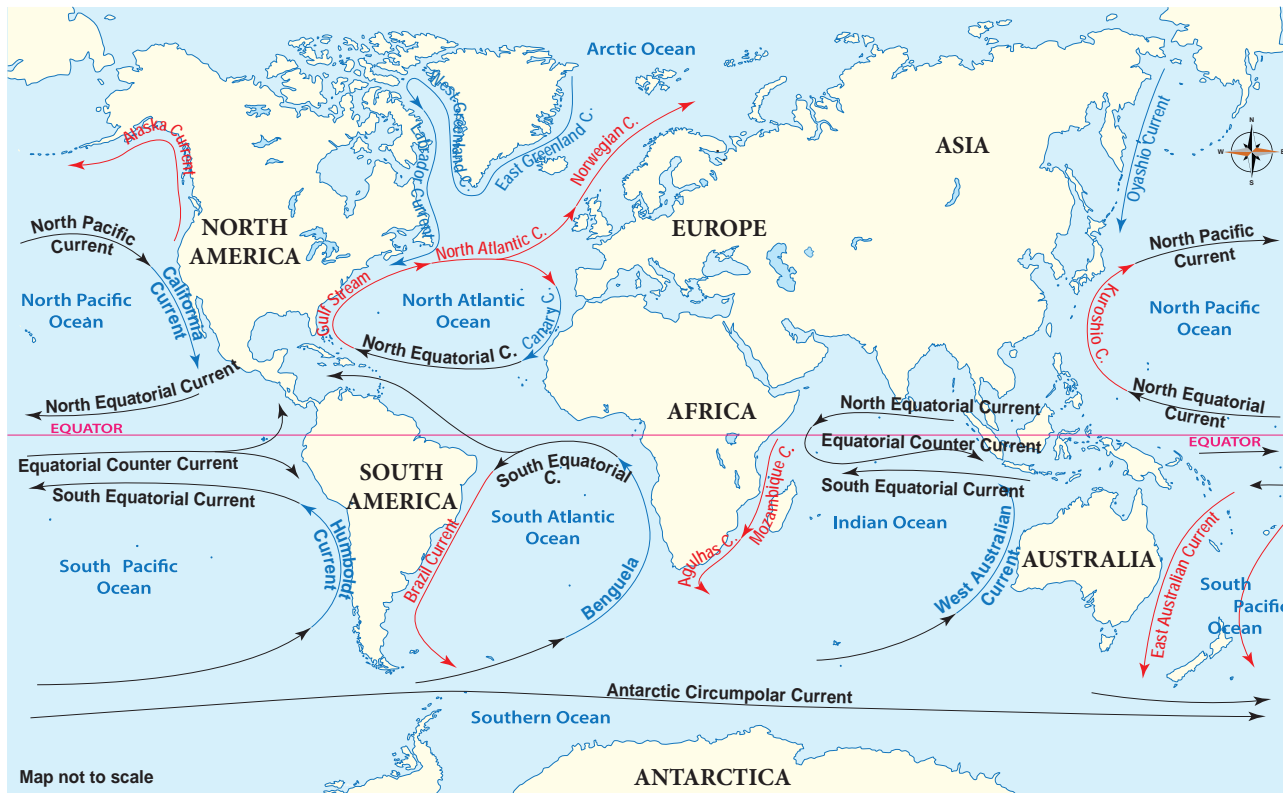 Arctic Ocean
West Greenland C.
East Greenland C.
Labrador Current
Norwegian C.
Alaska Current
Oyashio Current
ASIA
N
W
E
S
NORTH
AMERICA
EUROPE
North Pacific
Current
North Atlantic C.
North Pacific
Current
California
Current
North Pacific
Ocean
Gulf Stream
North Atlantic
Ocean
Canary C.
Kuroshio C.
North Pacific
Ocean
North Equatorial C.
North Equatorial Current
North Equatorial
Current
AFRICA
North Equatorial Current
EQUATOR
EQUATOR
Equatorial Counter Current
Equatorial Counter Current
SOUTH
AMERICA
South Equatorial
C.
South Equatorial Current
South Equatorial Current
Mozambique C.
Agulhas C.
Indian Ocean
South Atlantic
Ocean
Humboldt
Current
Brazil Current
Benguela
South Pacific
Ocean
West Australian
Current
AUSTRALIA
East Australian Current
South
Pacific
Ocean
Antarctic Circumpolar Current
Southern Ocean
Map not to scale
ANTARCTICA